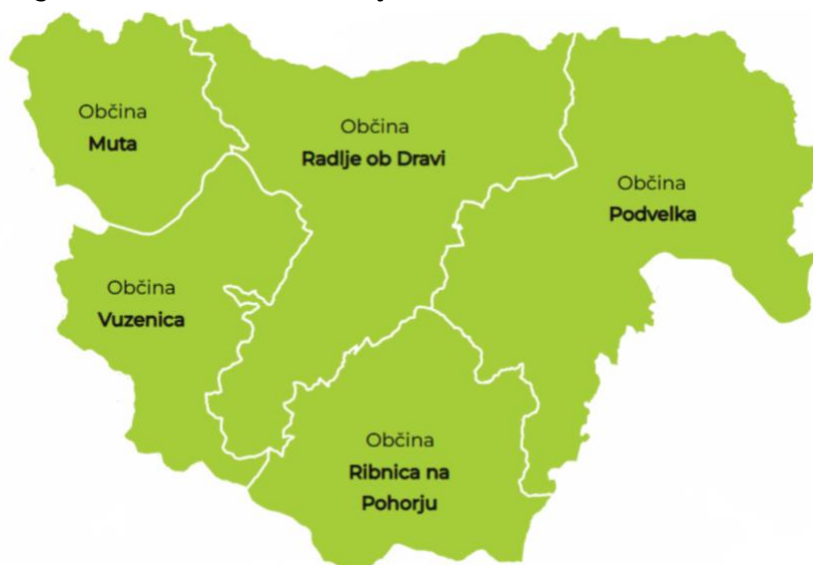 Občina
Muta
Občina
Radlje ob Dravi
Občina
Podvelka
Občina
Vuzenica
Občina
Ribnica na
Pohorju